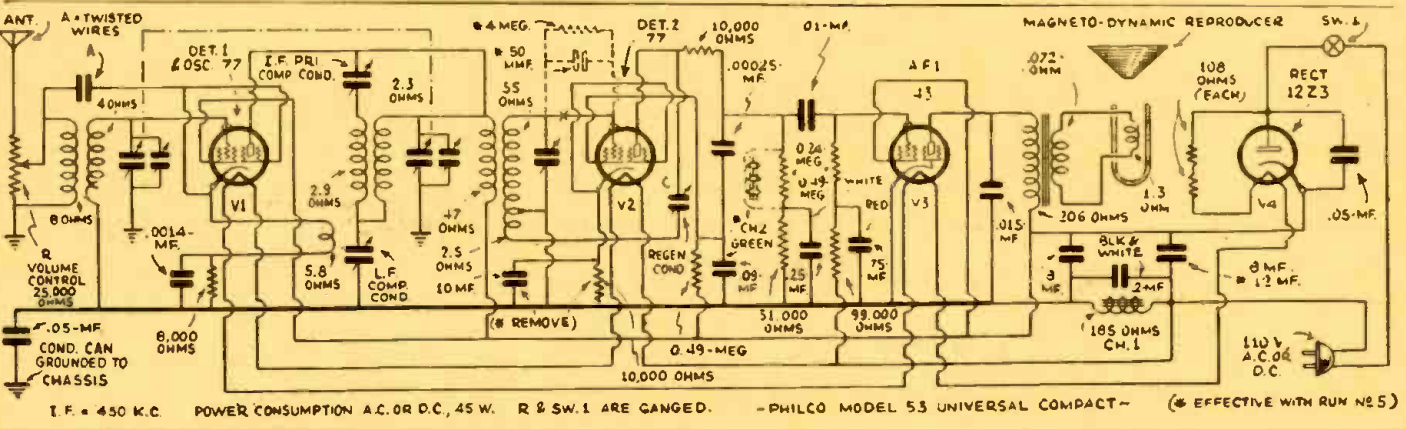 ANT.
A = TWISTED
WIRES
A
4 OHMS
8 OHMS
R
VOLUME
CONTROL
25,000
OHMS
.05-MF.
COND. CAN
GROUNDED TO
CHASSIS
DET. 1
& OSC. 77
V1
.0014-
MF.
8,000
OHMS
I.F. PRI.
COMP. COND.
2.3
OHMS
2.9
OHMS
5.8
OHMS
I.F.
COMP.
COND.
* 4 MEG.
* 50
MMF.
55
OHMS
47
OHMS
2.5
OHMS
10 MF.
(* REMOVE)
DET. 2
77
V2
10,000
OHMS
.00025-
MF.
C
REGEN
COND
.09-
MF.
* CH.2
GREEN
0.49-MEG
10,000 OHMS
.01-MF.
0.24
MEG
0.49-
MEG
.25
MF
51,000
OHMS
WHITE
RED
.75
MF.
99,000
OHMS
A F 1
43
V3
.015-
MF
MAGNETO-DYNAMIC REPRODUCER
.072-
OHM
1.3
OHM
206 OHMS
8
MF.
BLK &
WHITE
.2-MF
185 OHMS
CH. 1
8 MF.
* 12 MF.
108
OHMS
(EACH)
SW. 1
RECT
12Z3
V4
.05-MF.
110 V.
A.C. OR
D.C.
I.F. = 450 K.C. POWER CONSUMPTION A.C. OR D.C., 45 W. R & SW.1 ARE GANGED. -PHILCO MODEL 53 UNIVERSAL COMPACT- (* EFFECTIVE WITH RUN Nº 5)